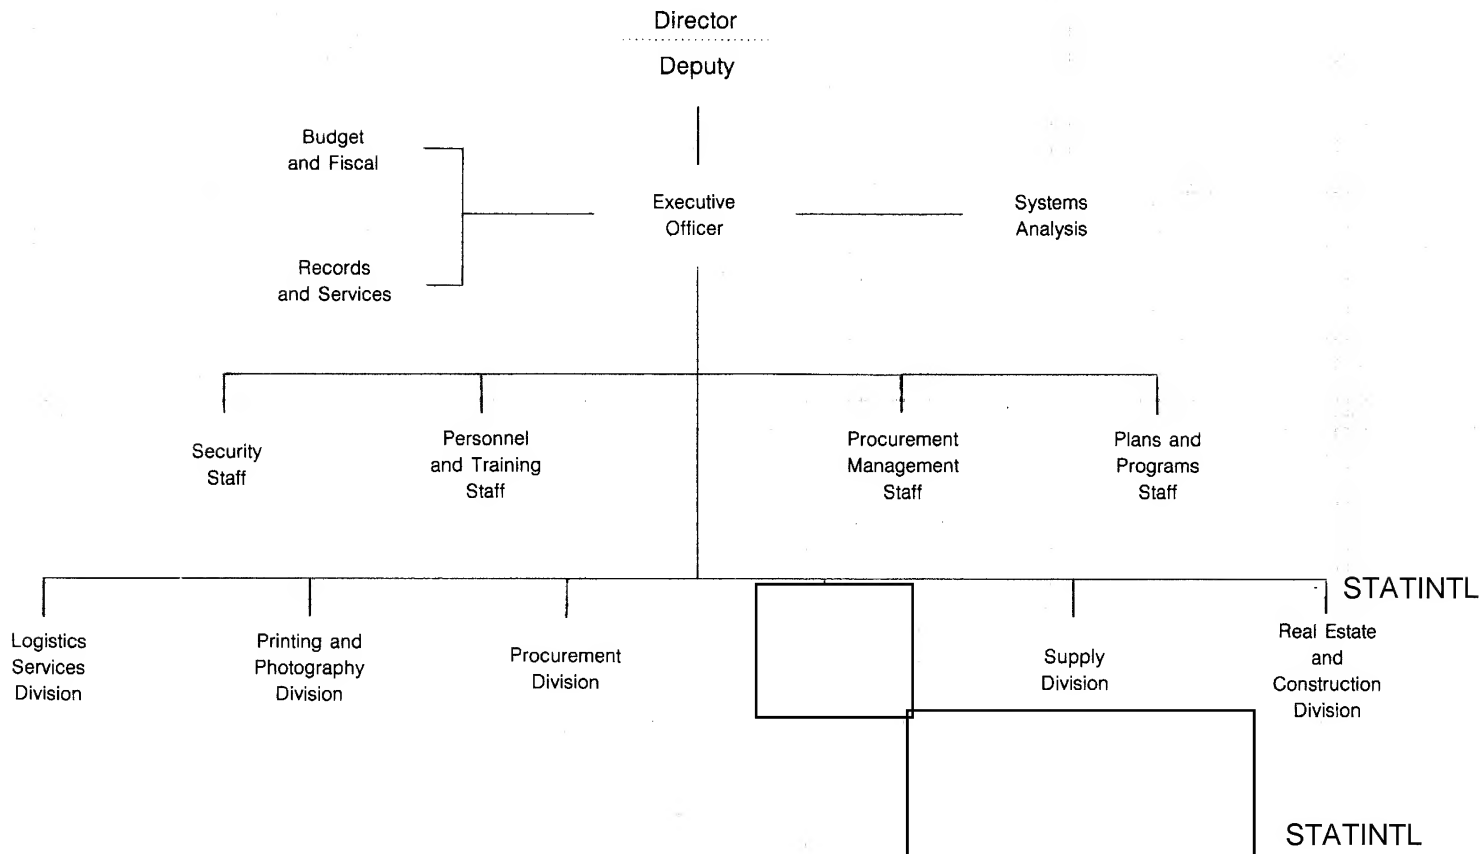 Director
Deputy
Budget
and Fiscal
Executive
Officer
Systems
Analysis
Records
and Services
Security
Staff
Personnel
and Training
Staff
Procurement
Management
Staff
Plans and
Programs
Staff
STATINTL
Logistics
Services
Division
Printing and
Photography
Division
Procurement
Division
Supply
Division
Real Estate
and
Construction
Division
STATINTL